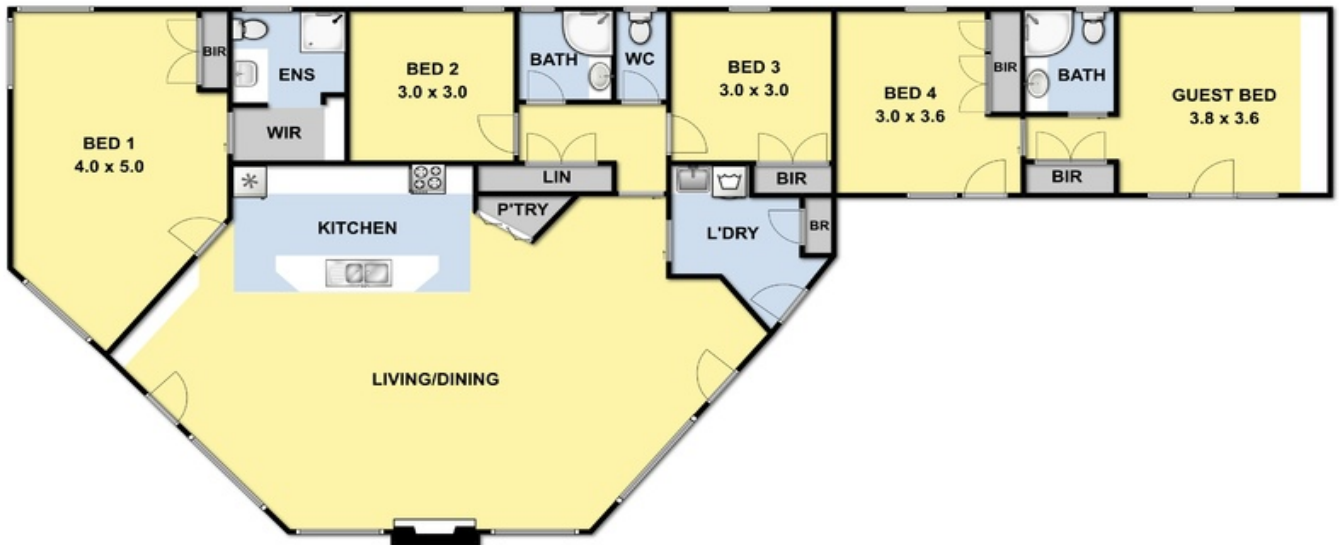 BED 1
4.0 x 5.0
BIR
ENS
WIR
BED 2
3.0 x 3.0
BATH
WC
BED 3
3.0 x 3.0
BED 4
3.0 x 3.6
BIR
BATH
GUEST BED
3.8 x 3.6
LIN
BIR
BIR
P'TRY
KITCHEN
L'DRY
BR
LIVING/DINING